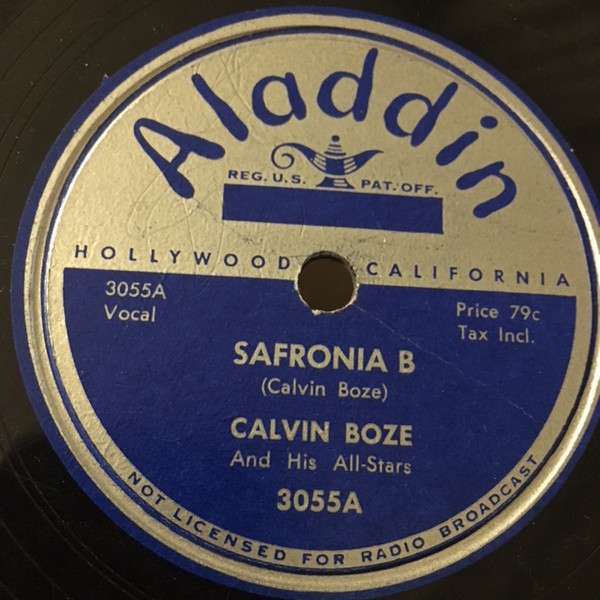 Aladdin
REG. U.S. PAT. OFF.
HOLLYWOOD CALIFORNIA
3055A
Vocal
Price 79c
Tax Incl.
SAFRONIA B
(Calvin Boze)
CALVIN BOZE
And His All-Stars
3055A
NOT LICENSED FOR RADIO BROADCAST